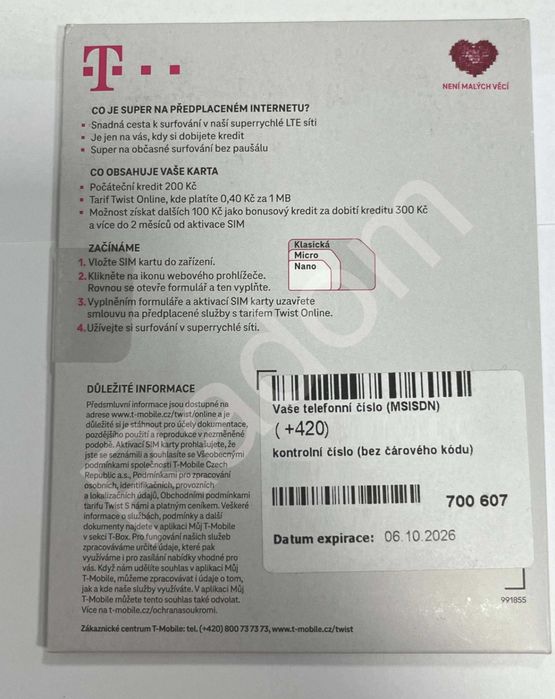 T
NENÍ MALÝCH VĚCÍ
CO JE SUPER NA PŘEDPLACENÉM INTERNETU?
Snadná cesta k surfování v naší superrychlé LTE síti
Je jen na vás, kdy si dobijete kredit
Super na občasné surfování bez paušálu
CO OBSAHUJE VAŠE KARTA
Počáteční kredit 200 Kč
Tarif Twist Online, kde platíte 0,40 Kč za 1 MB
Možnost získat dalších 100 Kč jako bonusový kredit za dobití kreditu 300 Kč
a více do 2 měsíců od aktivace SIM
ZAČÍNÁME
1. Vložte SIM kartu do zařízení.
2. Klikněte na ikonu webového prohlížeče.
Rovnou se otevře formulář a ten vyplňte.
3. Vyplněním formuláře a aktivací SIM karty uzavřete
smlouvu na předplacené služby s tarifem Twist Online.
4. Užívejte si surfování v superrychlé síti.
Klasická
Micro
Nano
DŮLEŽITÉ INFORMACE
Předsmluvní informace jsou dostupné na
adrese www.t-mobile.cz/twist/online a je
důležité si je stáhnout pro účely dokumentace,
pozdějšího použití a reprodukce v nezměněné
podobě. Aktivací SIM karty prohlašujete, že
jste se seznámili a souhlasíte se Všeobecnými
podmínkami společnosti T-Mobile Czech
Republic a.s., Podmínkami pro zpracování
osobních, identifikačních, provozních
a lokalizačních údajů, Obchodními podmínkami
tarifu Twist S námi a platným ceníkem. Veškeré
informace o službách, podmínky a další
dokumenty najdete v aplikaci Můj T-Mobile
v sekci T-Box. Pro fungování našich služeb
zpracováváme určité údaje, které pak
využíváme i pro zasílání nabídky vhodné pro
vás. Když nám udělíte souhlas v aplikaci Můj
T-Mobile, můžeme zpracovávat i údaje o tom,
jak a kde naše služby využíváte. V aplikaci Můj
T-Mobile můžete tento souhlas také odvolat.
Více na t-mobile.cz/ochranasoukromi.
Vaše telefonní číslo (MSISDN)
( +420)
kontrolní číslo (bez čárového kódu)
700 607
Datum expirace: 06.10.2026
991855
Zákaznické centrum T-Mobile: tel. (+420) 800 73 73 73, www.t-mobile.cz/twist